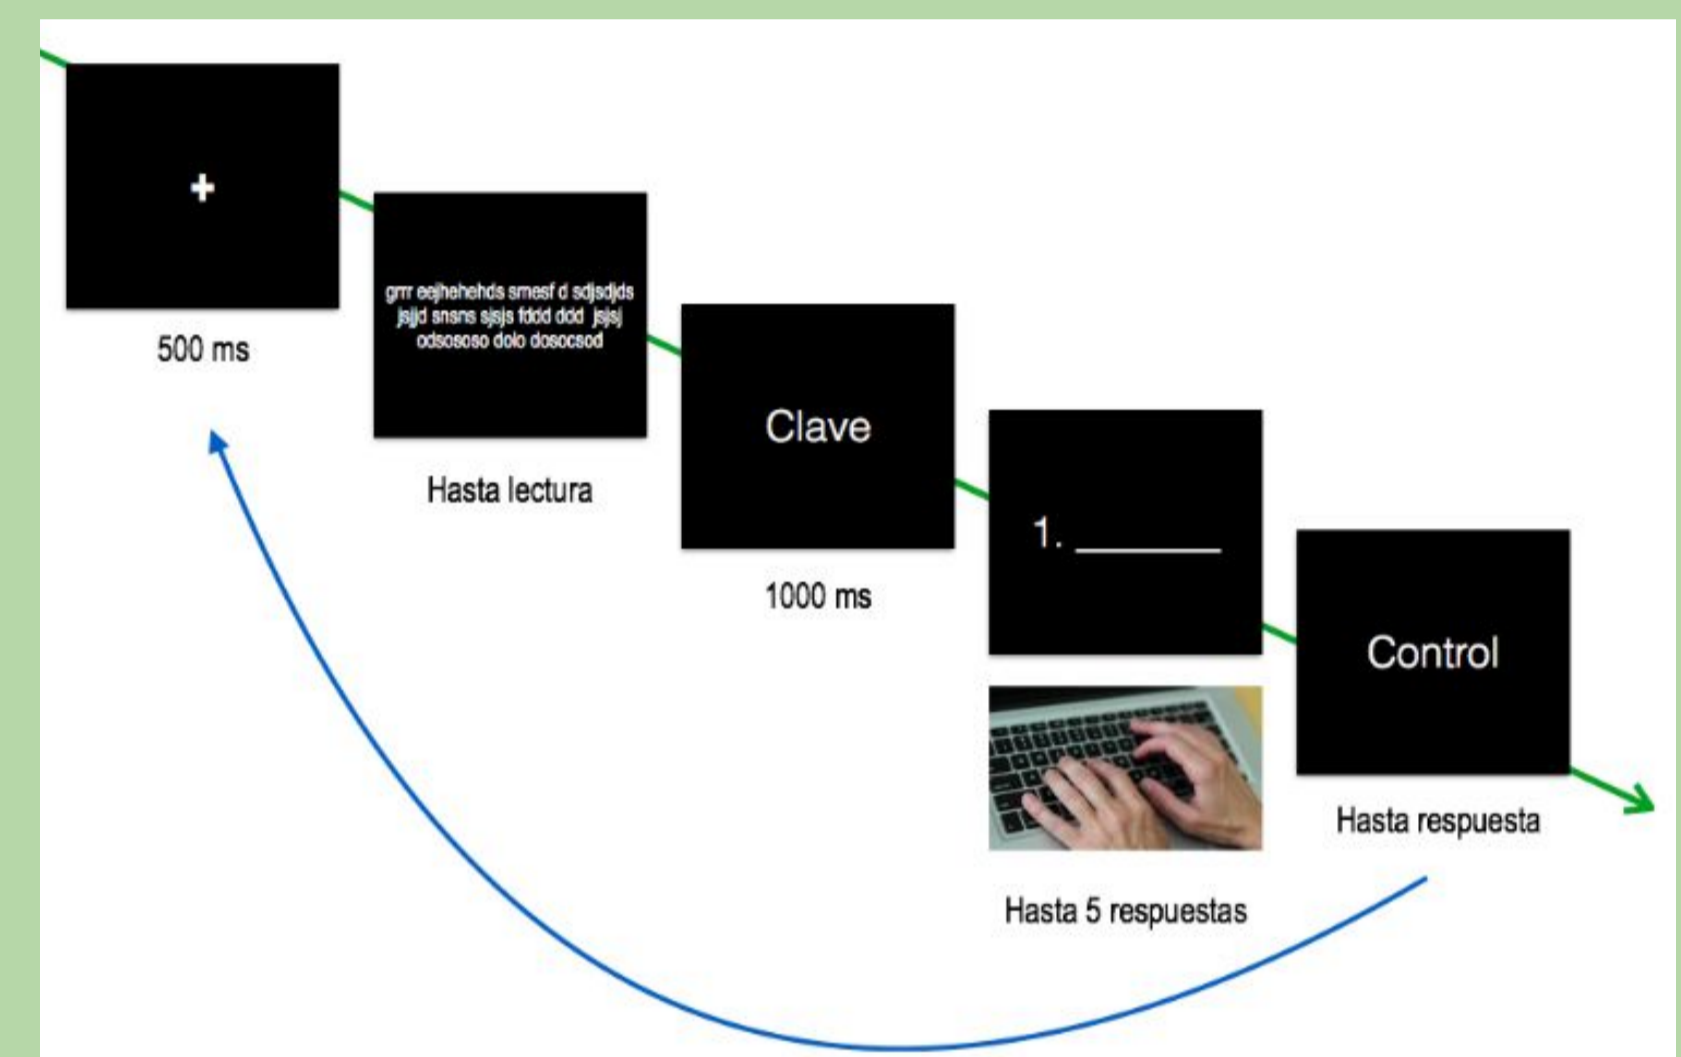 +
500 ms
grrr eejhehehds smesf d sdjsdjds
jsjjd snsns sjsjs fddd ddd jsjsj
odsososo dolo dosocsod
Hasta lectura
Clave
1000 ms
1. ________
Hasta 5 respuestas
Control
Hasta respuesta